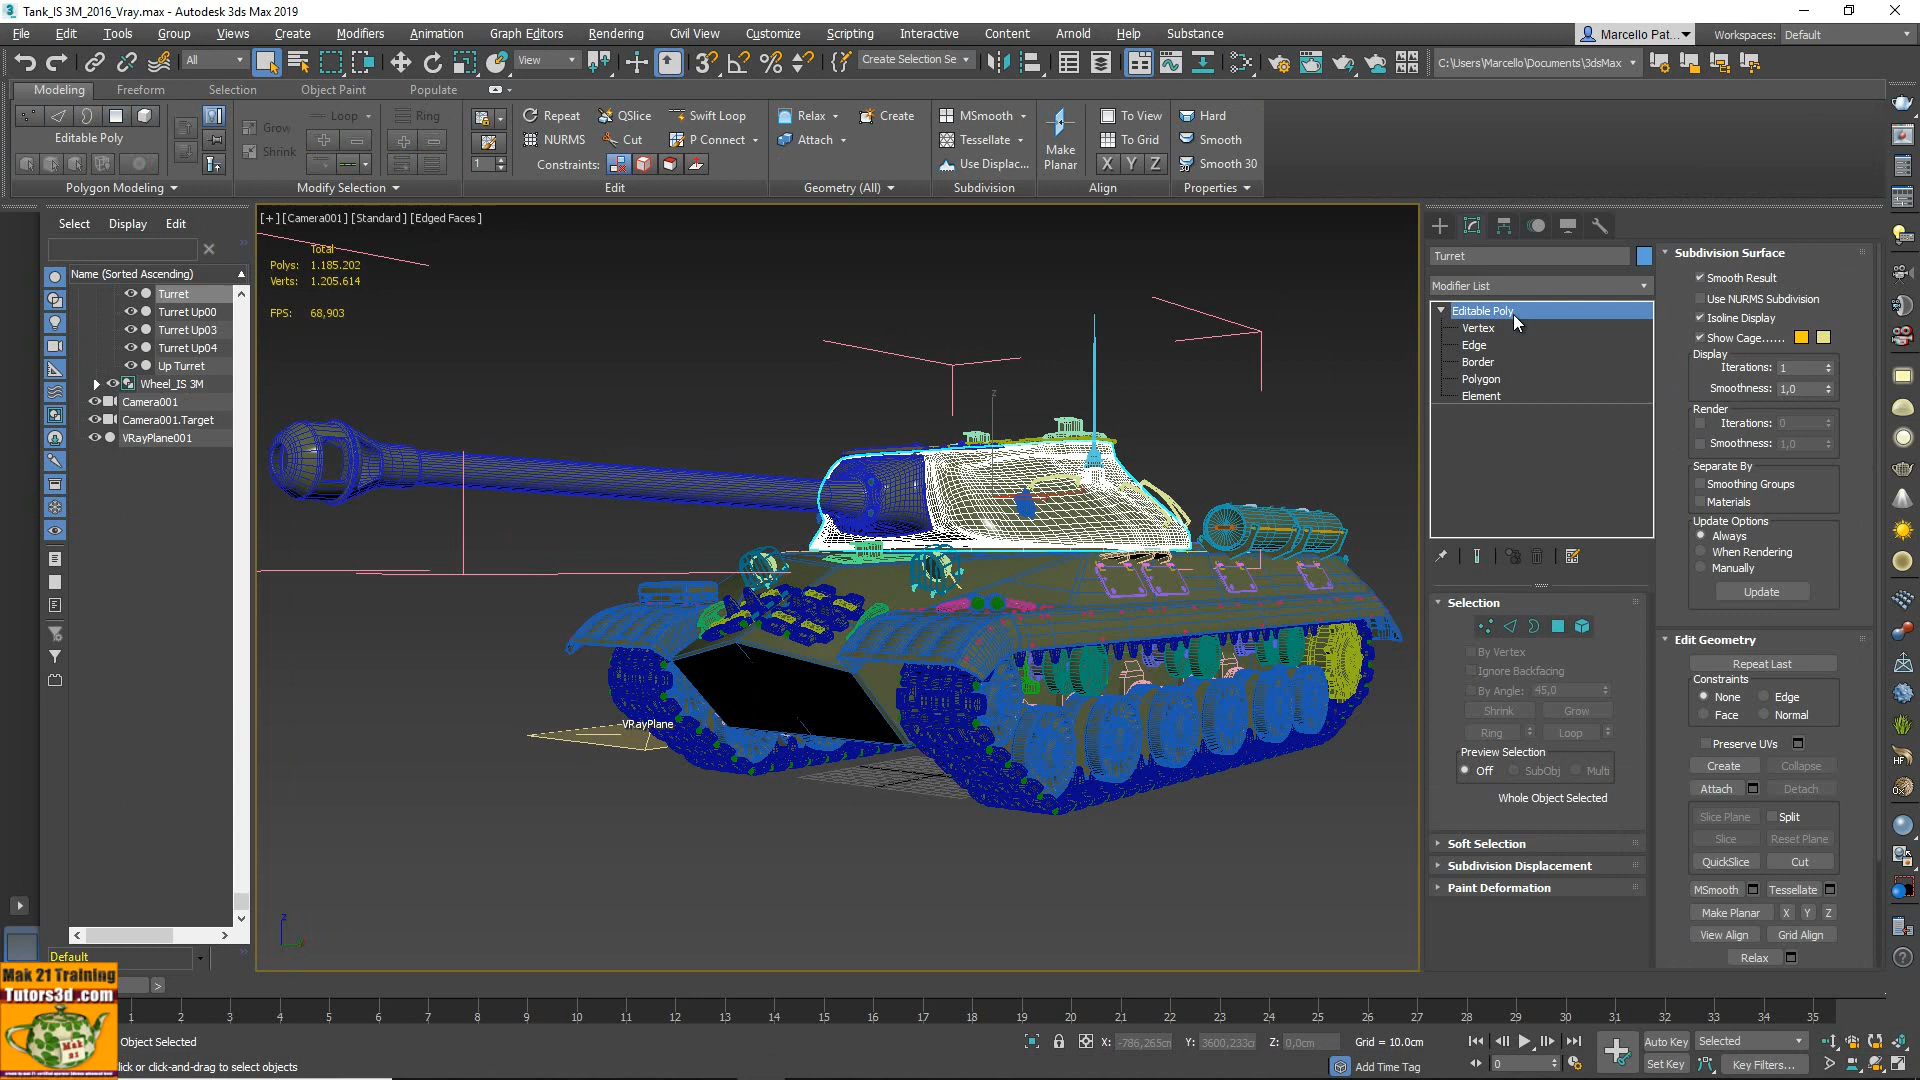 Tank_IS 3M_2016_Vray.max - Autodesk 3ds Max 2019
File Edit Tools Group Views Create Modifiers Animation Graph Editors Rendering Civil View Customize Scripting Interactive Content Arnold Help Substance
Marcello Pat... Workspaces: Default
All View Create Selection Se C:\Users\Marcello\Documents\3dsMax
Modeling Freeform Selection Object Paint Populate
Editable Poly
Polygon Modeling
Grow Loop Ring
Shrink
Modify Selection
1
Repeat QSlice Swift Loop
NURMS Cut P Connect
Constraints:
Edit
Relax Create
Attach
Geometry (All)
MSmooth
Tessellate
Use Displac...
Subdivision
Make Planar
To View
To Grid
X Y Z
Align
Hard
Smooth
Smooth 30
Properties
Select Display Edit
Name (Sorted Ascending)
Turret
Turret Up00
Turret Up03
Turret Up04
Up Turret
Wheel_IS 3M
Camera001
Camera001.Target
VRayPlane001
Default
[+] [Camera001] [Standard] [Edged Faces]
Total
Polys: 1.185.202
Verts: 1.205.614
FPS: 68,903
VRayPlane
z
z
Turret
Modifier List
Editable Poly
Vertex
Edge
Border
Polygon
Element
Selection
By Vertex
Ignore Backfacing
By Angle: 45,0
Shrink Grow
Ring Loop
Preview Selection
Off SubObj Multi
Whole Object Selected
Soft Selection
Subdivision Displacement
Paint Deformation
Subdivision Surface
Smooth Result
Use NURMS Subdivision
Isoline Display
Show Cage......
Display
Iterations: 1
Smoothness: 1,0
Render
Iterations: 0
Smoothness: 1,0
Separate By
Smoothing Groups
Materials
Update Options
Always
When Rendering
Manually
Update
Edit Geometry
Repeat Last
Constraints
None Edge
Face Normal
Preserve UVs
Create Collapse
Attach Detach
Slice Plane Split
Slice Reset Plane
QuickSlice Cut
MSmooth Tessellate
Make Planar X Y Z
View Align Grid Align
Relax
Mak 21 Training
Tutors3d .com
Mak 21
1 2 3 4 5 6 7 8 9 10 11 12 13 14 15 16 17 18 19 20 21 22 23 24 25 26 27 28 29 30 31 32 33 34 35
Object Selected
click or click-and-drag to select objects
X: -786,265cm Y: 3600,233cm Z: 0,0cm Grid = 10.0cm
Add Time Tag
0
Auto Key Selected
Set Key Key Filters...